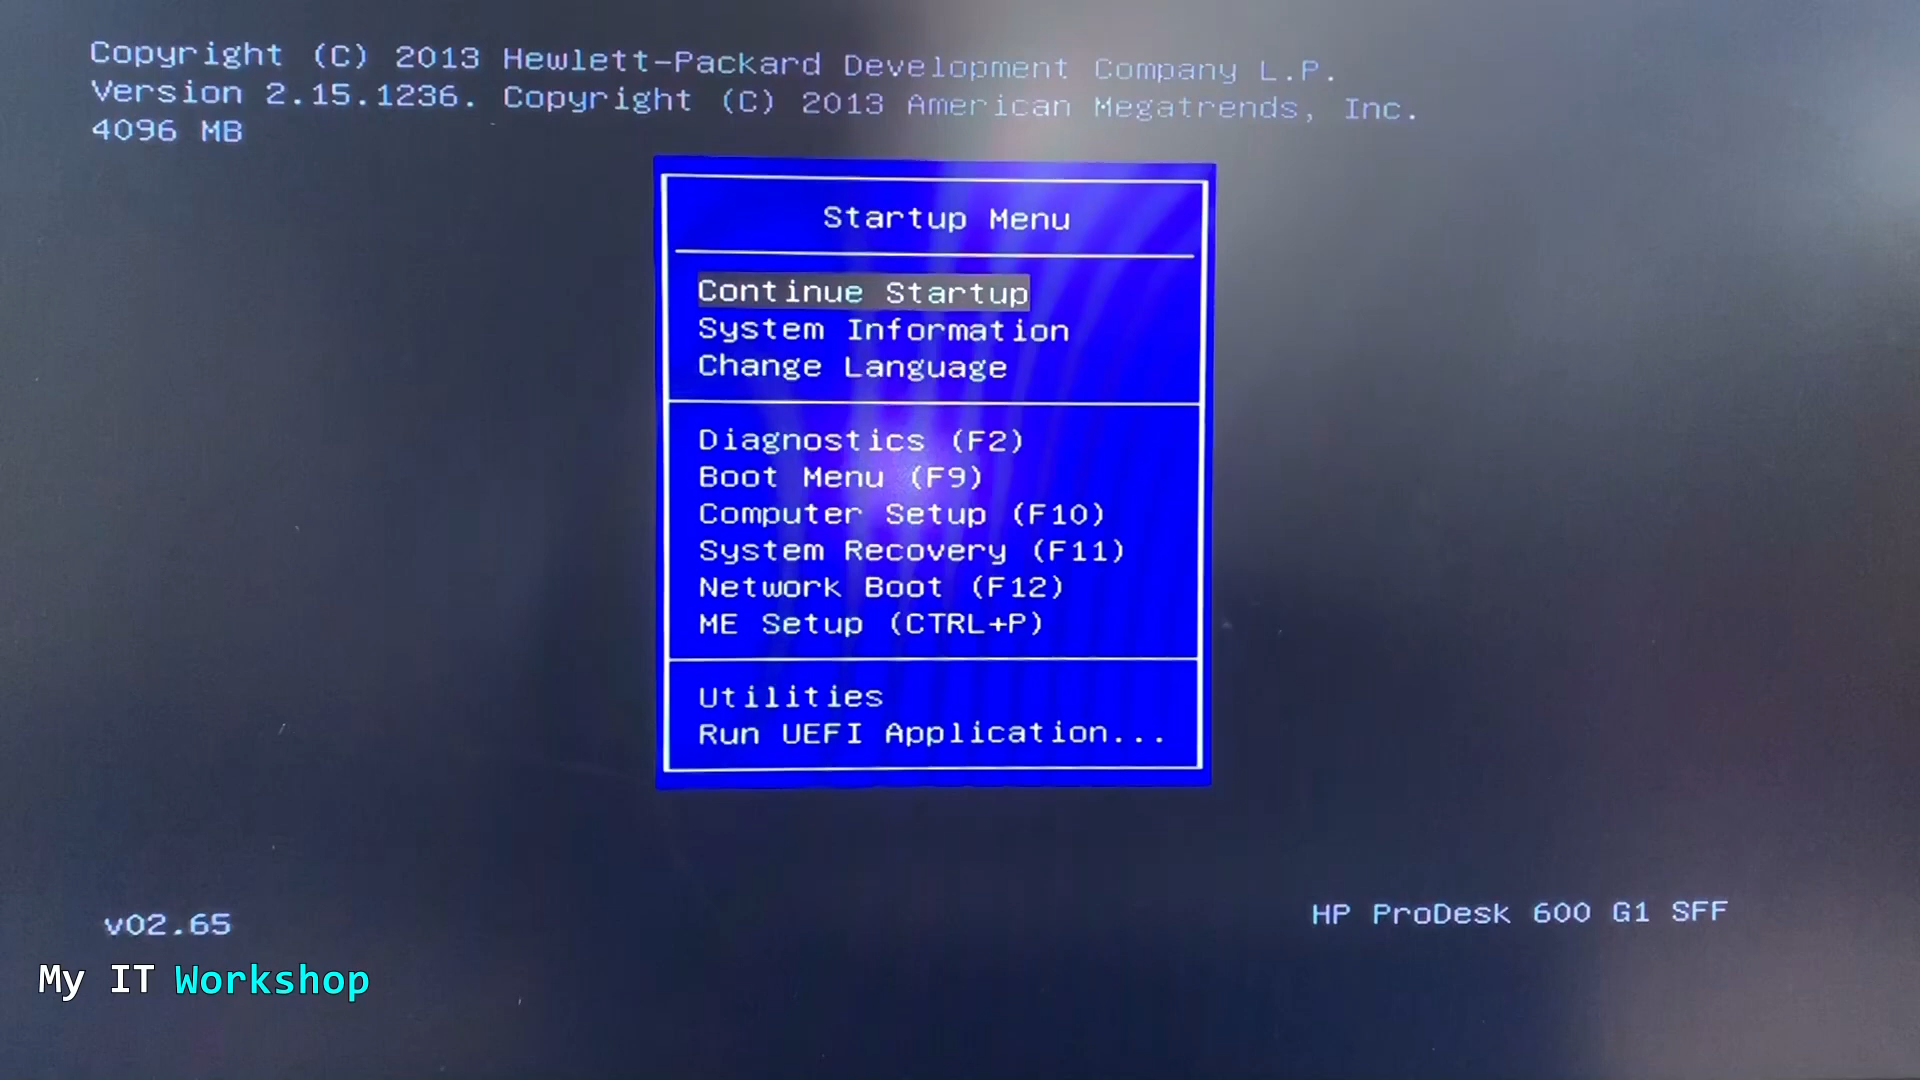 Copyright (C) 2013 Hewlett-Packard Development Company L.P.
Version 2.15.1236. Copyright (C) 2013 American Megatrends, Inc.
4096 MB
Startup Menu
Continue Startup
System Information
Change Language
Diagnostics (F2)
Boot Menu (F9)
Computer Setup (F10)
System Recovery (F11)
Network Boot (F12)
ME Setup (CTRL+P)
Utilities
Run UEFI Application...
v02.65
HP ProDesk 600 G1 SFF
My IT Workshop